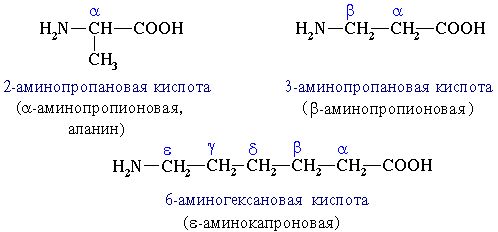 α β α
H₂N—CH—COOH H₂N—CH₂—CH₂—COOH
CH₃
2-аминопропановая кислота 3-аминопропановая кислота
(α-аминопропионовая, (β-аминопропионовая)
аланин)
ε γ δ β α
H₂N—CH₂—CH₂—CH₂—CH₂—CH₂—COOH
6-аминогексановая кислота
(ε-аминокапроновая)